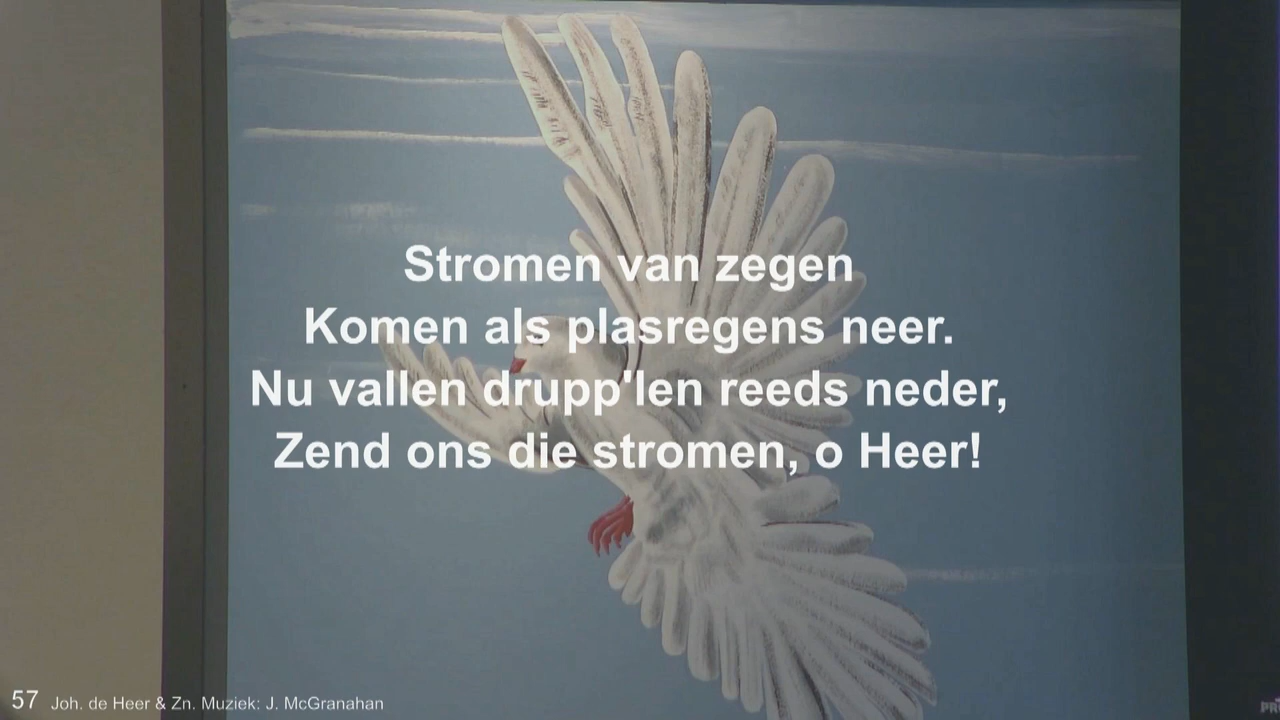 Stromen van zegen
Komen als plasregens neer.
Nu vallen drupp'len reeds neder,
Zend ons die stromen, o Heer!
57 Joh. de Heer & Zn. Muziek: J. McGranahan